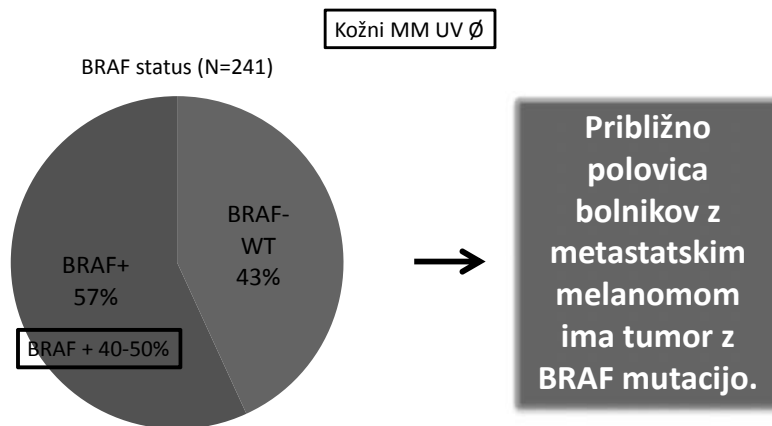 Kožni MM UV Ø
BRAF status (N=241)
BRAF-
WT
43%
BRAF+
57%
BRAF + 40-50%
Približno
polovica
bolnikov z
metastatskim
melanomom
ima tumor z
BRAF mutacijo.